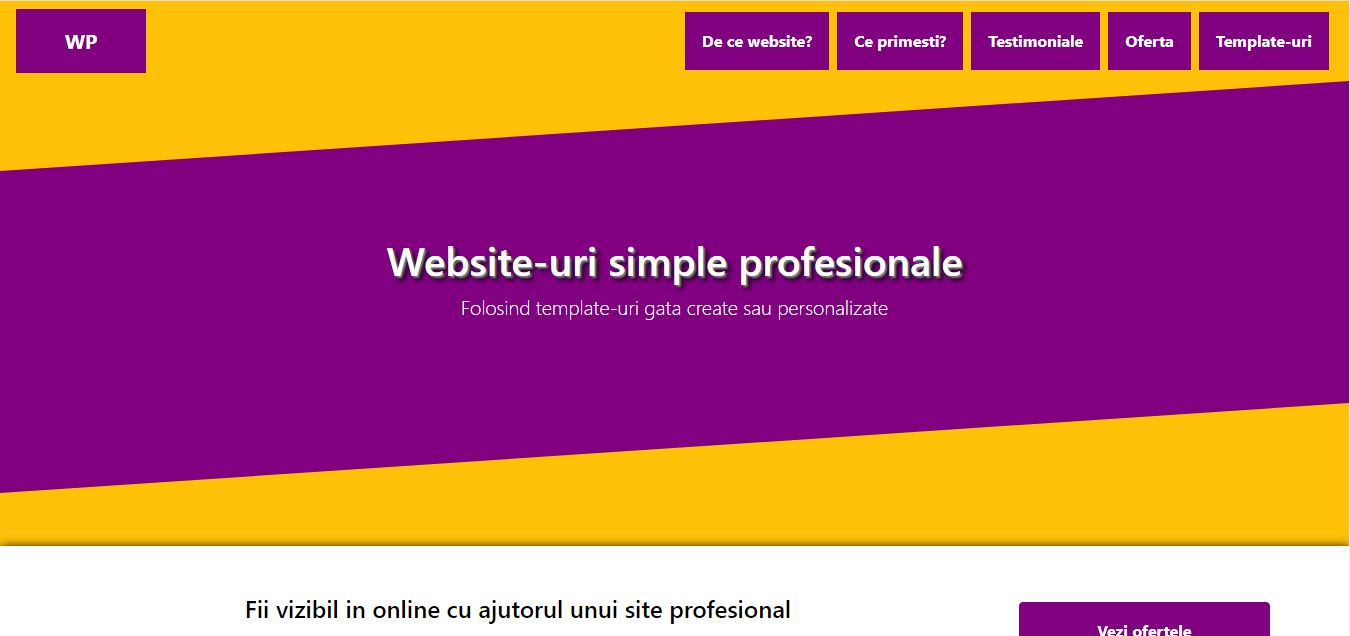 WP
De ce website?
Ce primesti?
Testimoniale
Oferta
Template-uri
Website-uri simple profesionale
Folosind template-uri gata create sau personalizate
Fii vizibil in online cu ajutorul unui site profesional
Vezi ofertele